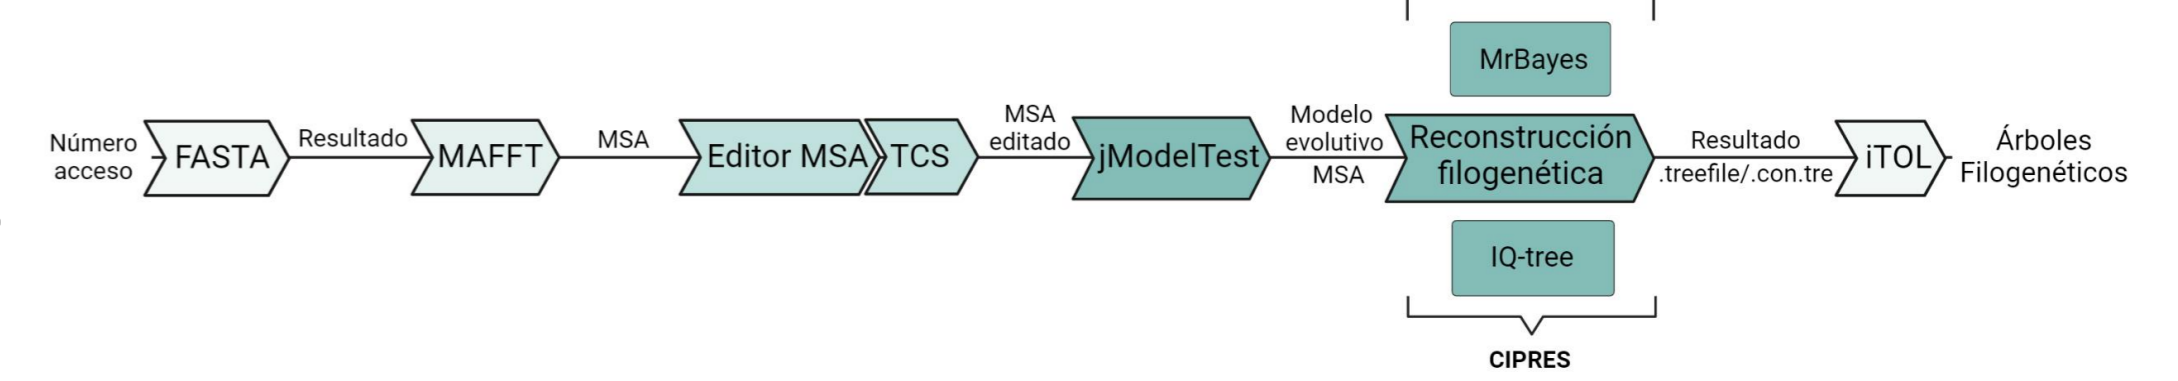 Número
acceso
FASTA
Resultado
MAFFT
MSA
Editor MSA
TCS
MSA
editado
jModelTest
Modelo
evolutivo
MSA
MrBayes
Reconstrucción
filogenética
IQ-tree
CIPRES
Resultado
.treefile/.con.tre
iTOL
Árboles
Filogenéticos